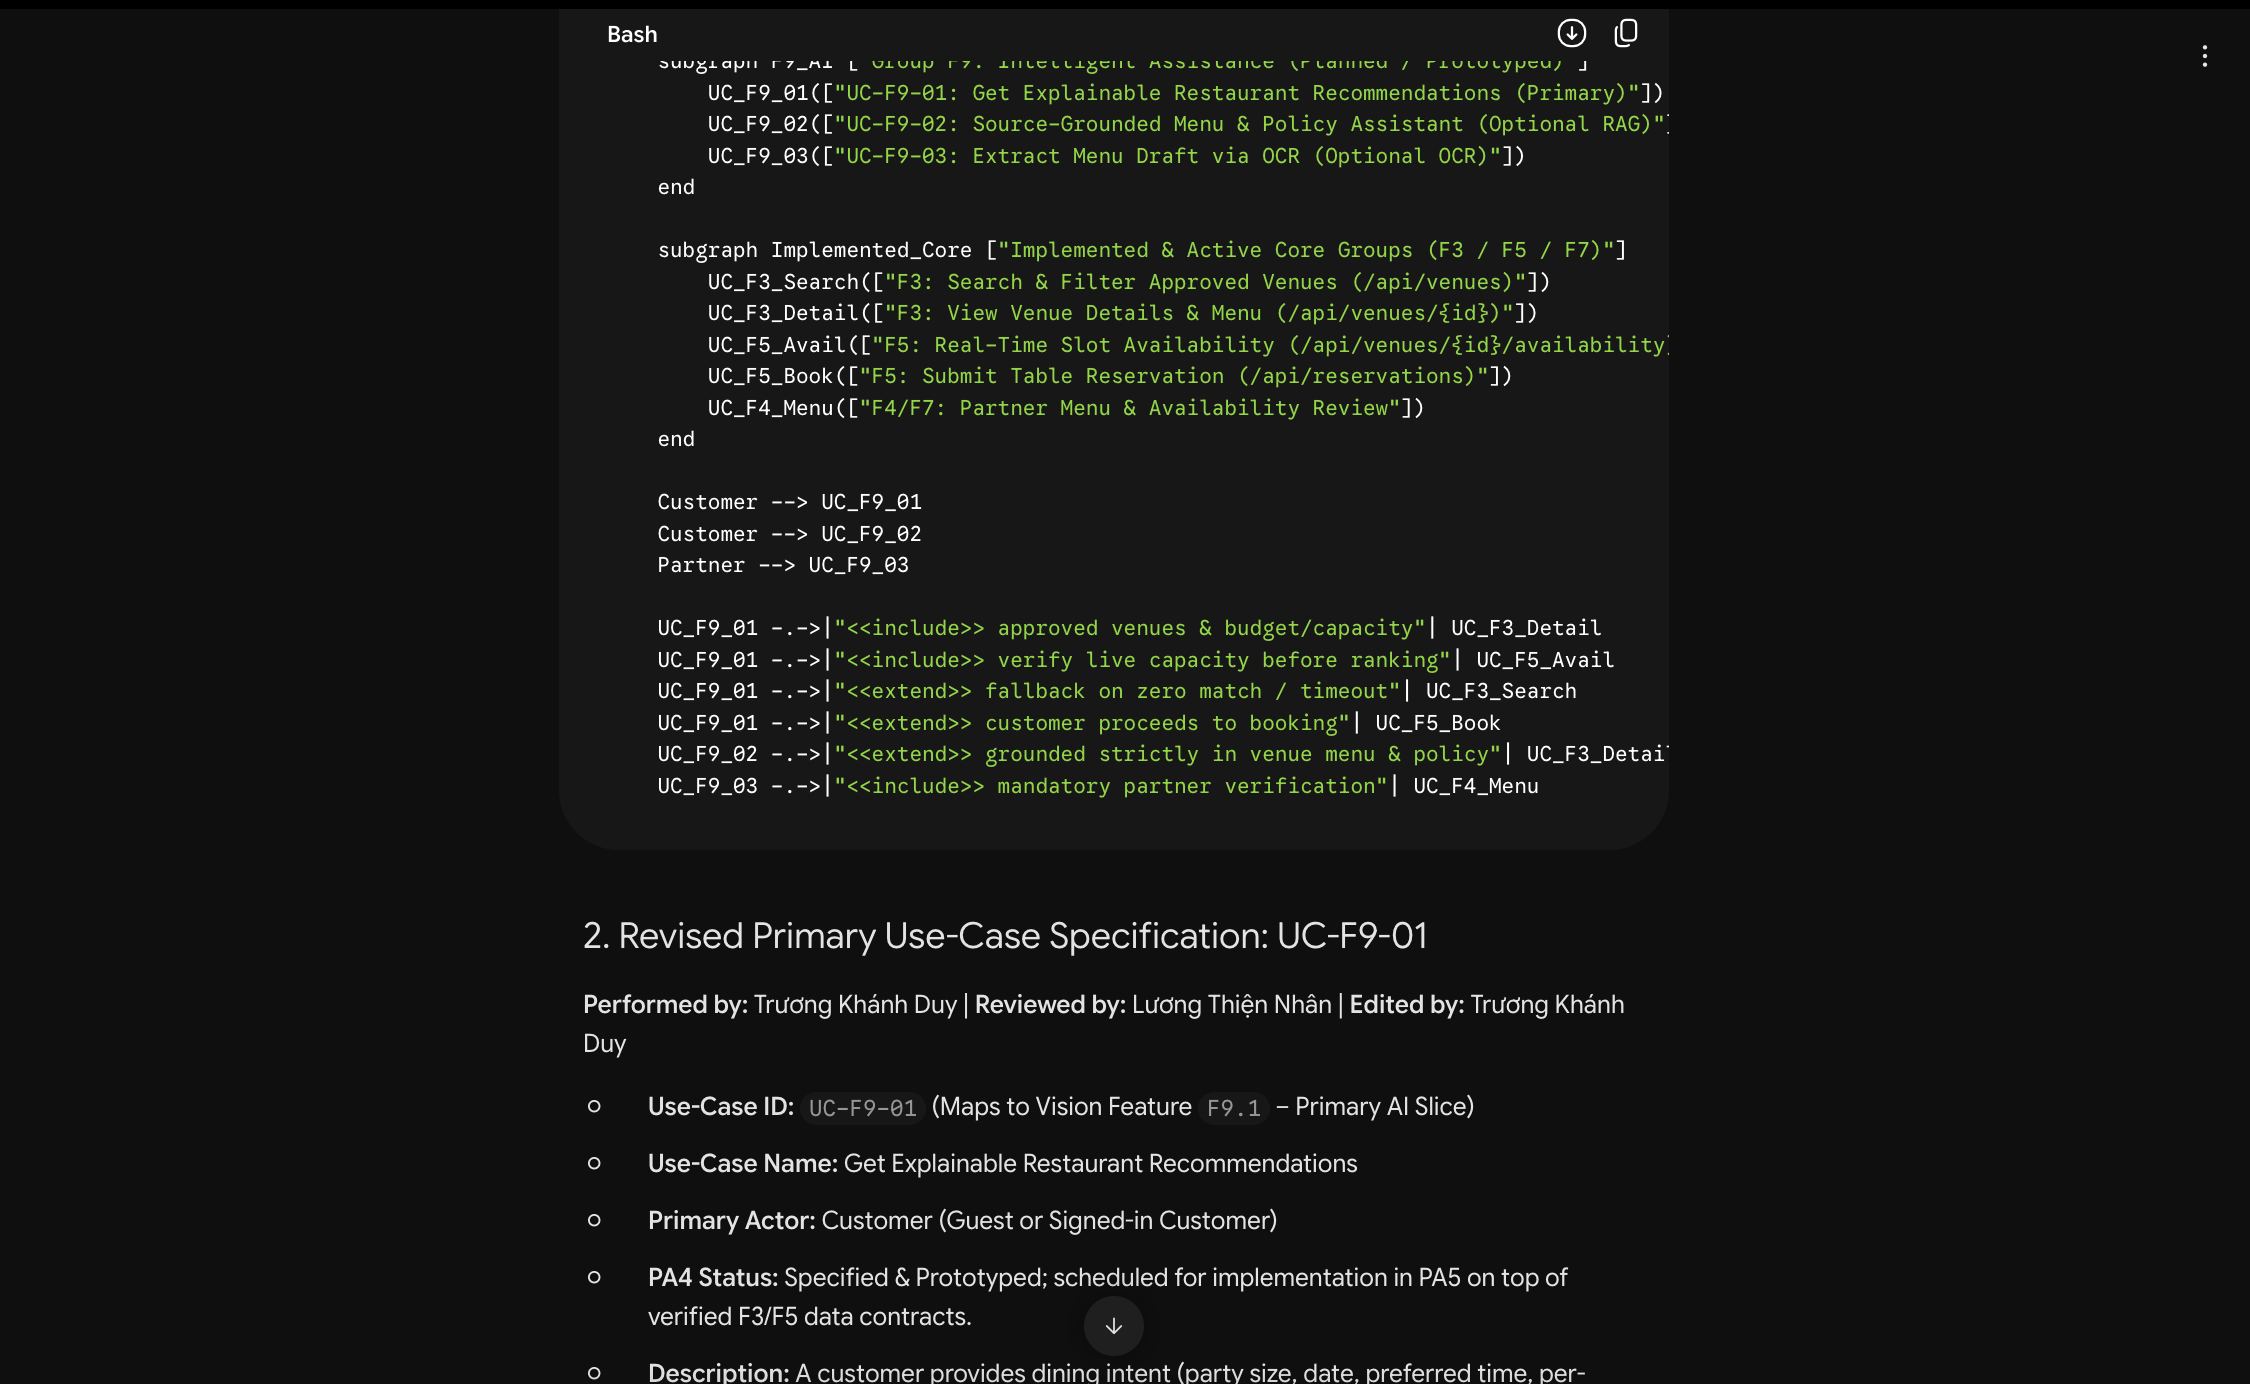 Bash
subgraph F9_AI ["Group F9: Intelligent Assistance (Planned / Prototyped)"]
UC_F9_01(["UC-F9-01: Get Explainable Restaurant Recommendations (Primary)"])
UC_F9_02(["UC-F9-02: Source-Grounded Menu & Policy Assistant (Optional RAG)"]
UC_F9_03(["UC-F9-03: Extract Menu Draft via OCR (Optional OCR)"])
end
subgraph Implemented_Core ["Implemented & Active Core Groups (F3 / F5 / F7)"]
UC_F3_Search(["F3: Search & Filter Approved Venues (/api/venues)"])
UC_F3_Detail(["F3: View Venue Details & Menu (/api/venues/{id})"])
UC_F5_Avail(["F5: Real-Time Slot Availability (/api/venues/{id}/availability)
UC_F5_Book(["F5: Submit Table Reservation (/api/reservations)"])
UC_F4_Menu(["F4/F7: Partner Menu & Availability Review"])
end
Customer --> UC_F9_01
Customer --> UC_F9_02
Partner --> UC_F9_03
UC_F9_01 -.->|"<<include>> approved venues & budget/capacity"| UC_F3_Detail
UC_F9_01 -.->|"<<include>> verify live capacity before ranking"| UC_F5_Avail
UC_F9_01 -.->|"<<extend>> fallback on zero match / timeout"| UC_F3_Search
UC_F9_01 -.->|"<<extend>> customer proceeds to booking"| UC_F5_Book
UC_F9_02 -.->|"<<extend>> grounded strictly in venue menu & policy"| UC_F3_Detail
UC_F9_03 -.->|"<<include>> mandatory partner verification"| UC_F4_Menu
2. Revised Primary Use-Case Specification: UC-F9-01
Performed by: Trương Khánh Duy | Reviewed by: Lương Thiện Nhân | Edited by: Trương Khánh
Duy
Use-Case ID: UC-F9-01 (Maps to Vision Feature F9.1 – Primary AI Slice)
Use-Case Name: Get Explainable Restaurant Recommendations
Primary Actor: Customer (Guest or Signed-in Customer)
PA4 Status: Specified & Prototyped; scheduled for implementation in PA5 on top of
verified F3/F5 data contracts.
Description: A customer provides dining intent (party size, date, preferred time, per-